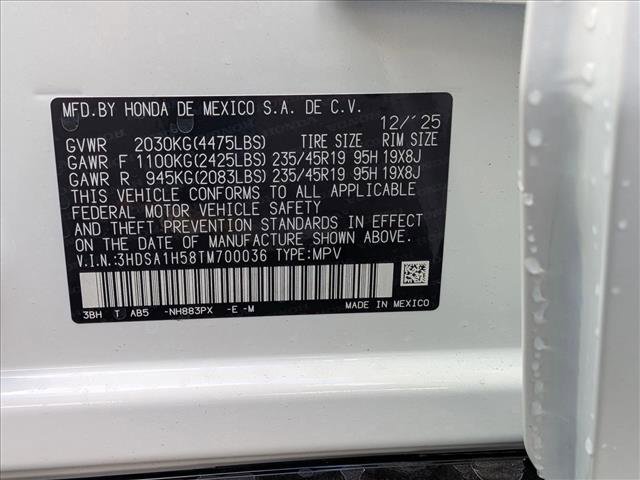 MFD.BY HONDA DE MEXICO S.A. DE C.V.
12/'25
GVWR 2030KG(4475LBS) TIRE SIZE RIM SIZE
GAWR F 1100KG(2425LBS) 235/45R19 95H 19X8J
GAWR R 945KG(2083LBS) 235/45R19 95H 19X8J
THIS VEHICLE CONFORMS TO ALL APPLICABLE
FEDERAL MOTOR VEHICLE SAFETY
AND THEFT PREVENTION STANDARDS IN EFFECT
ON THE DATE OF MANUFACTURE SHOWN ABOVE.
V.I.N.:3HDSA1H58TM700036 TYPE:MPV
3BH T AB5 -NH883PX -E -M MADE IN MEXICO